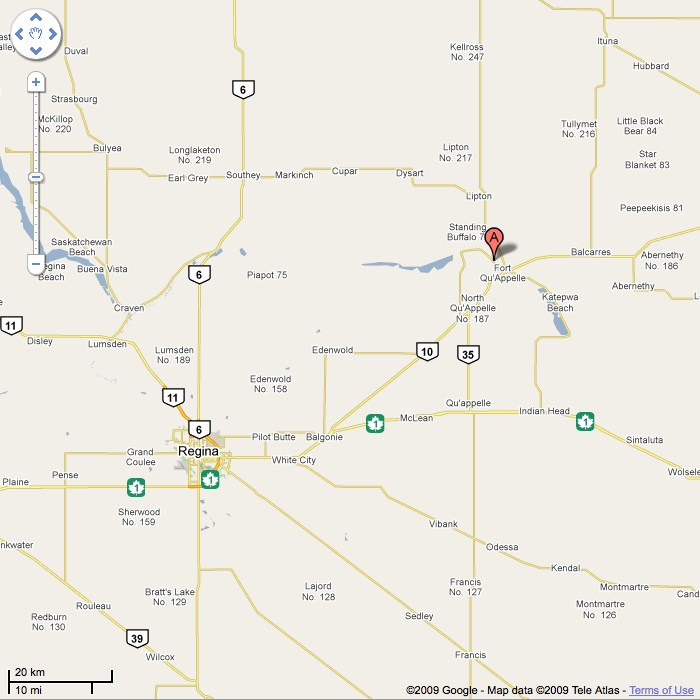 Kellross
No. 247
Ituna
Duval
Hubbard
6
Strasbourg
McKillop
No. 220
Tullymet
No. 216
Little Black
Bear 84
Bulyea
Longlaketon
No. 219
Lipton
No. 217
Star
Blanket 83
Earl Grey
Southey
Markinch
Cupar
Dysart
Lipton
Peepeekisis 81
Standing
Buffalo 7
A
Saskatchewan
Beach
Balcarres
Abernethy
No. 186
egina
Beach
Buena Vista
6
Piapot 75
Fort
Qu'Appelle
Abernethy
Craven
North
Qu'Appelle
No. 187
Katepwa
Beach
11
Disley
Lumsden
Lumsden
No. 189
Edenwold
10
35
Edenwold
No. 158
11
Qu'appelle
6
1
McLean
Indian Head
1
Pilot Butte
Balgonie
Sintaluta
Regina
Grand
Coulee
White City
Pense
1
Wolsele
Plaine
1
Sherwood
No. 159
Vibank
nkwater
Odessa
Kendal
Bratt's Lake
No. 129
Lajord
No. 128
Francis
No. 127
Montmartre
Cand
Rouleau
Montmartre
No. 126
Redburn
No. 130
Sedley
39
Wilcox
Francis
20 km
10 mi
©2009 Google - Map data ©2009 Tele Atlas - Terms of Use